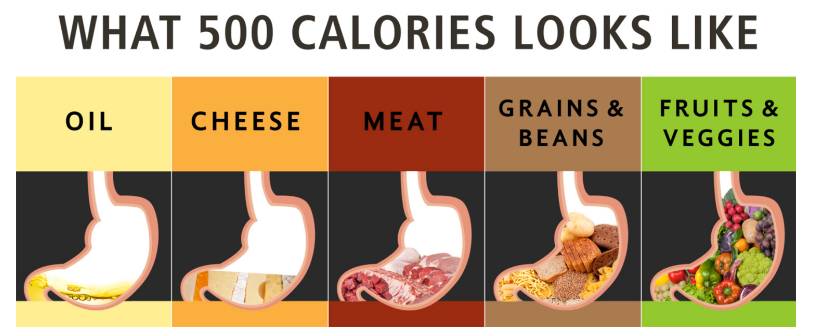 WHAT 500 CALORIES LOOKS LIKE
OIL
CHEESE
MEAT
GRAINS &
BEANS
FRUITS &
VEGGIES